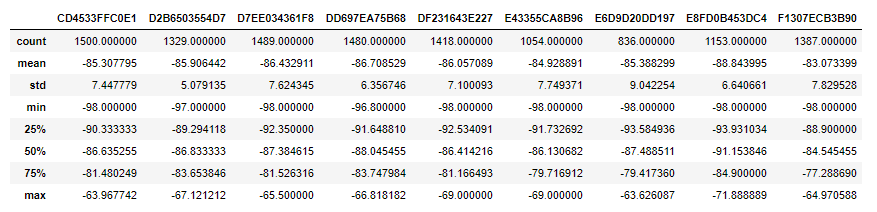 CD4533FFC0E1 D2B6503554D7 D7EE034361F8 DD697EA75B68 DF231643E227 E43355CA8B96 E6D9D20DD197 E8FD0B453DC4 F1307ECB3B90
count 1500.000000 1329.000000 1489.000000 1480.000000 1418.000000 1054.000000 836.000000 1153.000000 1387.000000
mean -85.307795 -85.906442 -86.432911 -86.708529 -86.057089 -84.928891 -85.388299 -88.843995 -83.073399
std 7.447779 5.079135 7.624345 6.356746 7.100093 7.749371 9.042254 6.640661 7.829528
min -98.000000 -97.000000 -98.000000 -96.800000 -98.000000 -98.000000 -98.000000 -98.000000 -98.000000
25% -90.333333 -89.294118 -92.350000 -91.648810 -92.534091 -91.732692 -93.584936 -93.931034 -88.900000
50% -86.635255 -86.833333 -87.384615 -88.045455 -86.414216 -86.130682 -87.488511 -91.153846 -84.545455
75% -81.480249 -83.653846 -81.526316 -83.747984 -81.166493 -79.716912 -79.417360 -84.900000 -77.288690
max -63.967742 -67.121212 -65.500000 -66.818182 -69.000000 -69.000000 -63.626087 -71.888889 -64.970588